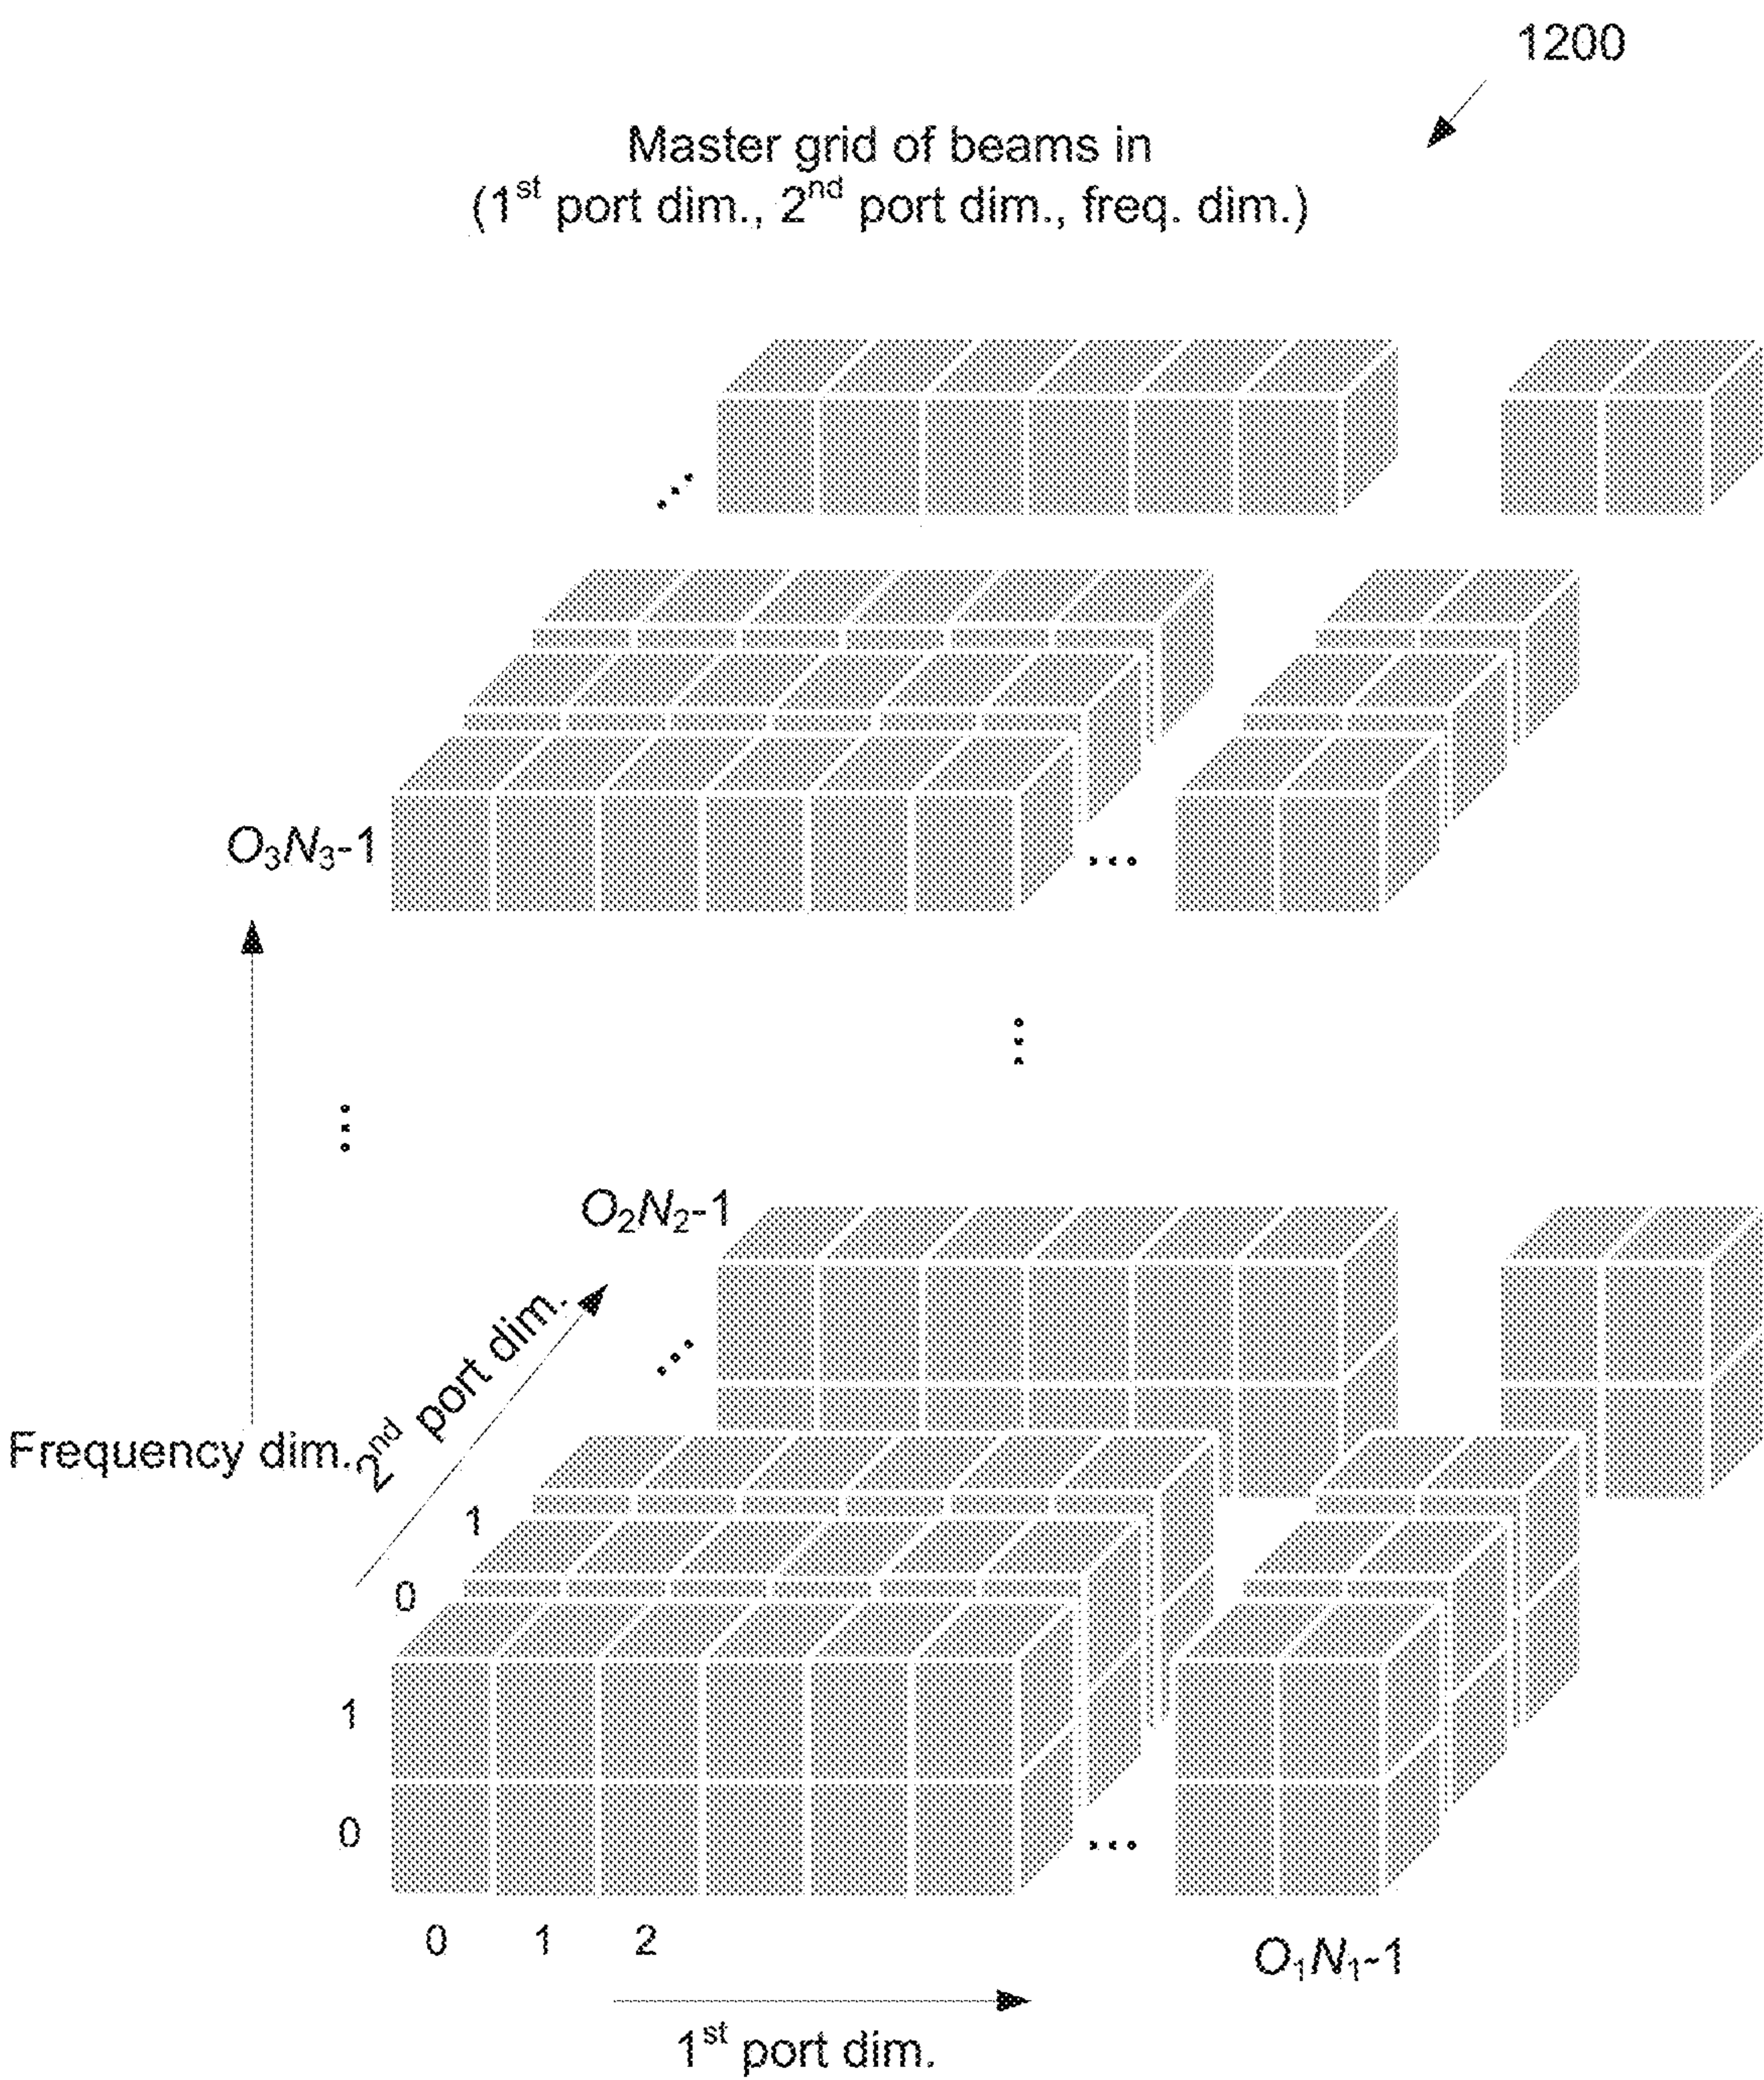 1200
Master grid of beams in
(1st port dim., 2nd port dim., freq. dim.)
O3N3-1
O2N2-1
2nd port dim.
Frequency dim.
1
0
1
0
0 1 2
O1N1-1
1st port dim.